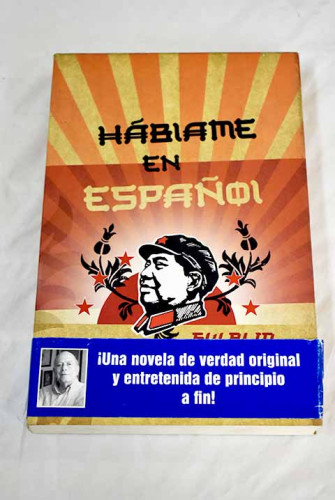 HÁBlAME
EN
ESPAÑOl
¡Una novela de verdad original
y entretenida de principio
a fin!